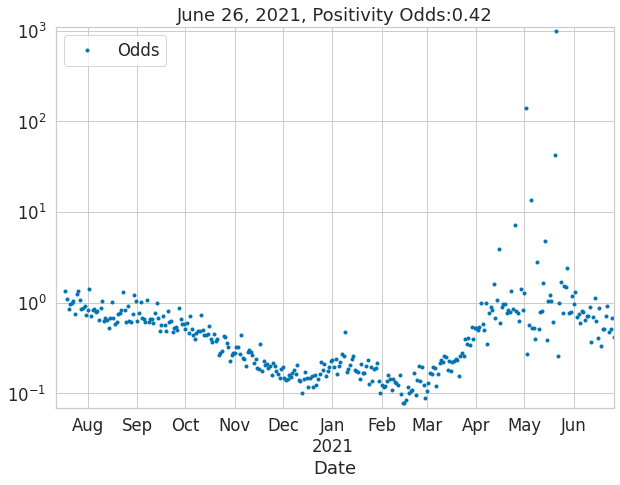 June 26, 2021, Positivity Odds:0.42
10³
Odds
10²
10¹
10⁰
10⁻¹
Aug Sep Oct Nov Dec Jan Feb Mar Apr May Jun
2021
Date